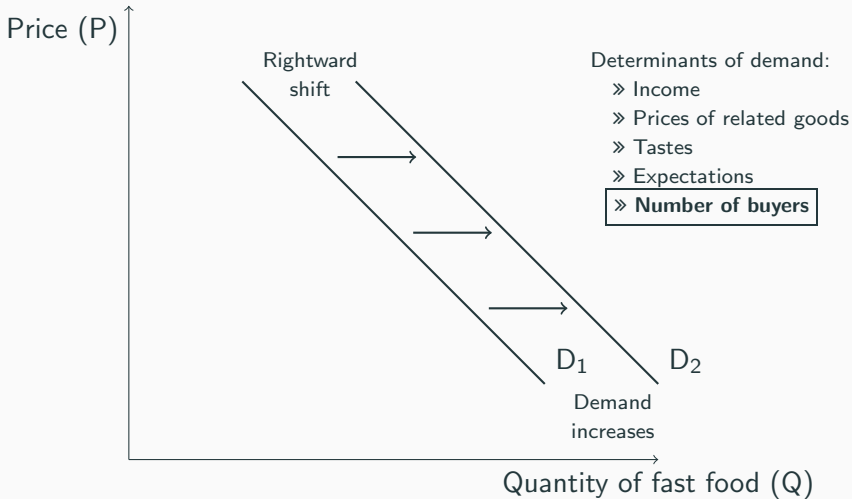 Price (P)
Rightward
shift
Determinants of demand:
» Income
» Prices of related goods
» Tastes
» Expectations
» Number of buyers
D₁
D₂
Demand
increases
Quantity of fast food (Q)